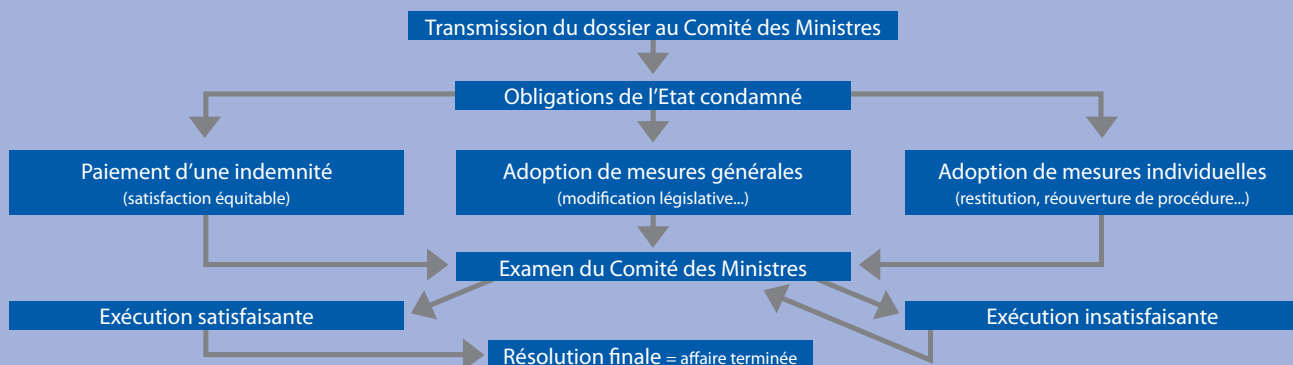 Transmission du dossier au Comité des Ministres
Obligations de l'Etat condamné
Paiement d'une indemnité
(satisfaction équitable)
Adoption de mesures générales
(modification législative...)
Adoption de mesures individuelles
(restitution, réouverture de procédure...)
Examen du Comité des Ministres
Exécution satisfaisante
Exécution insatisfaisante
Résolution finale = affaire terminée